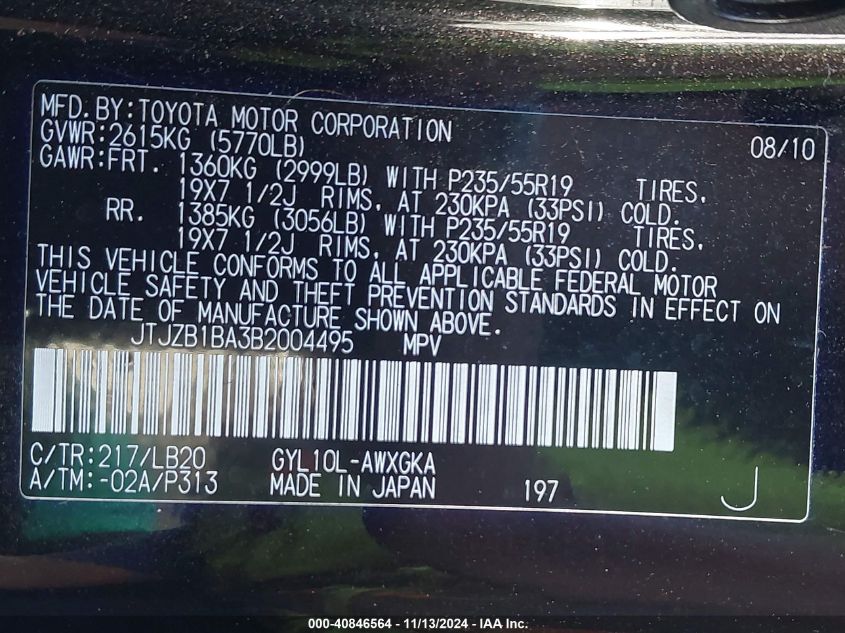 MFD. BY: TOYOTA MOTOR CORPORATION 08/10
GVWR: 2615KG (5770LB)
GAWR: FRT. 1360KG (2999LB) WITH P235/55R19 TIRES,
19X7 1/2J RIMS, AT 230KPA (33PSI) COLD.
RR. 1385KG (3056LB) WITH P235/55R19 TIRES,
19X7 1/2J RIMS, AT 230KPA (33PSI) COLD.
THIS VEHICLE CONFORMS TO ALL APPLICABLE FEDERAL MOTOR
VEHICLE SAFETY AND THEFT PREVENTION STANDARDS IN EFFECT ON
THE DATE OF MANUFACTURE SHOWN ABOVE.
JTJZB1BA3B2004495 MPV
C/TR: 217/LB20 GYL10L-AWXGKA
A/TM: -02A/P313 MADE IN JAPAN 197 J
000-40846564 - 11/13/2024 - IAA Inc.